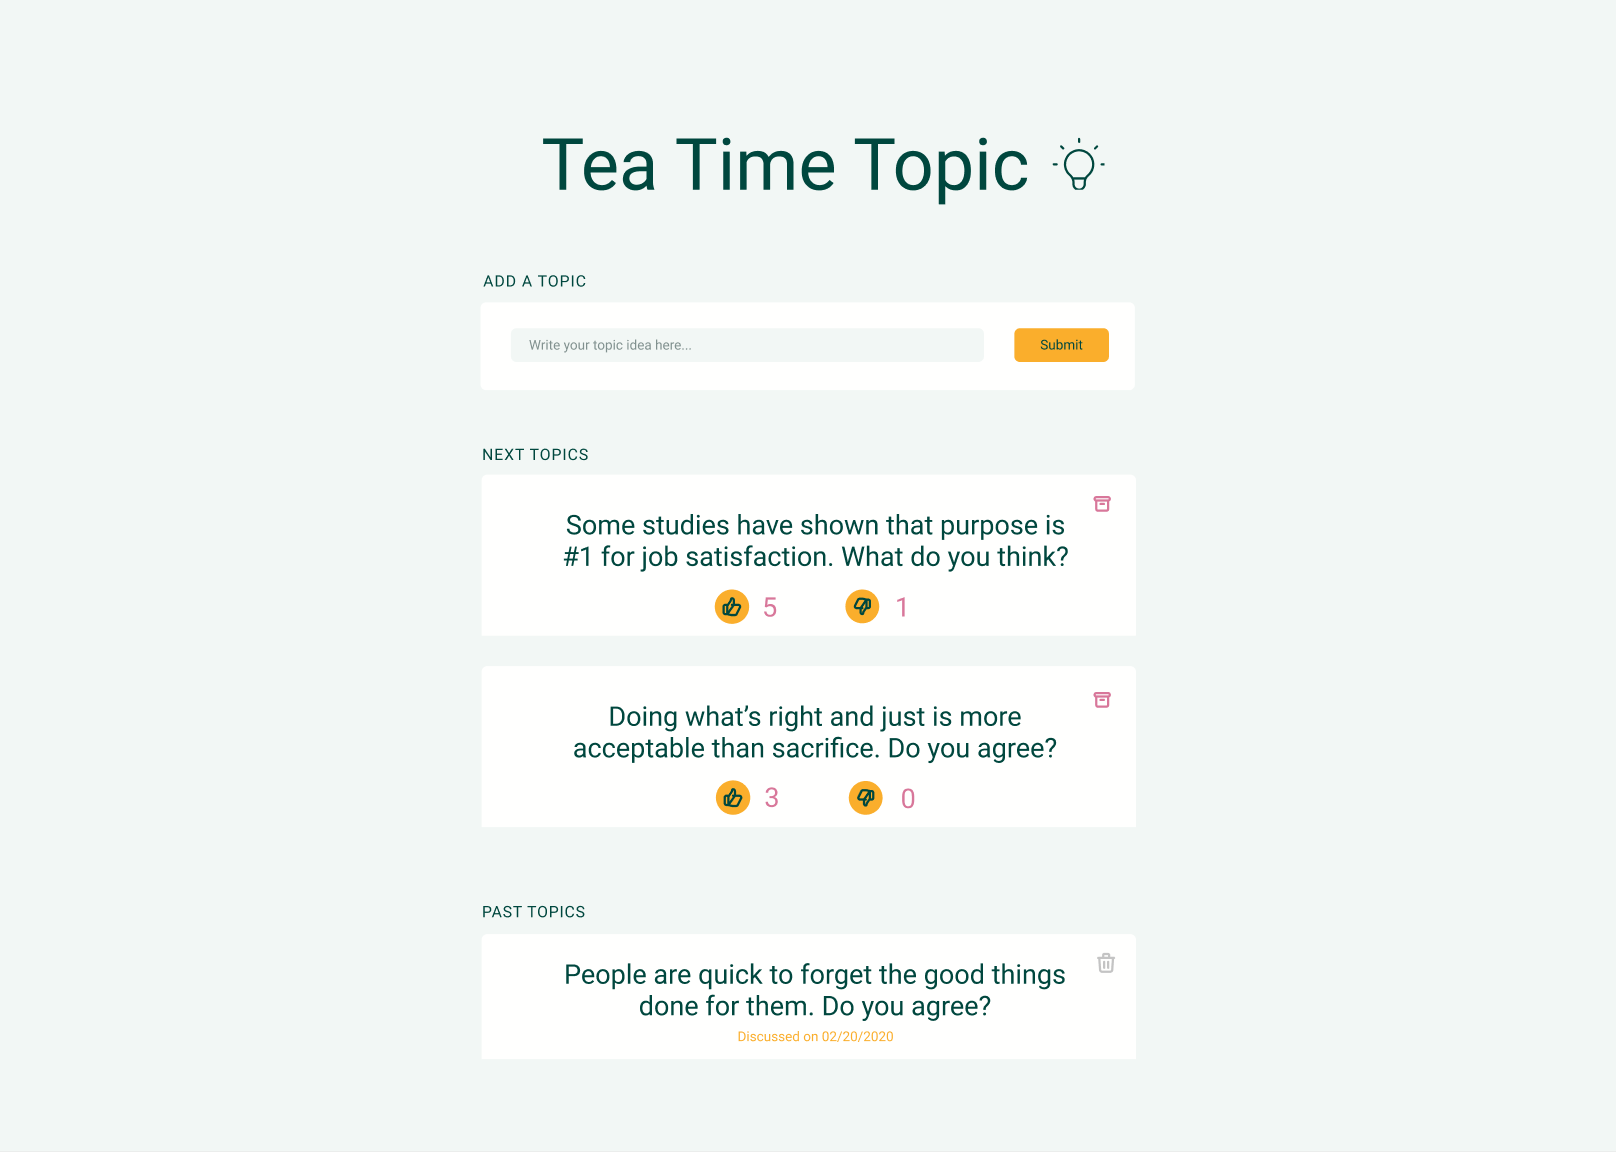 Tea Time Topic
ADD A TOPIC
Write your topic idea here...
Submit
NEXT TOPICS
Some studies have shown that purpose is
#1 for job satisfaction. What do you think?
5 1
Doing what’s right and just is more
acceptable than sacrifice. Do you agree?
3 0
PAST TOPICS
People are quick to forget the good things
done for them. Do you agree?
Discussed on 02/20/2020